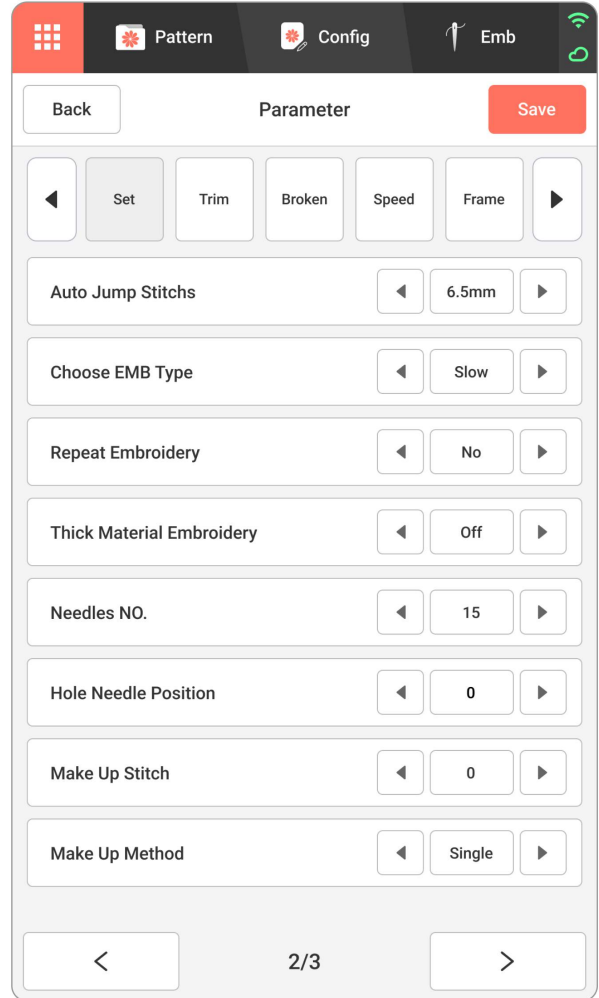 Pattern Config Emb
Back Parameter Save
Set Trim Broken Speed Frame
Auto Jump Stitchs 6.5mm
Choose EMB Type Slow
Repeat Embroidery No
Thick Material Embroidery Off
Needles NO. 15
Hole Needle Position 0
Make Up Stitch 0
Make Up Method Single
< 2/3 >